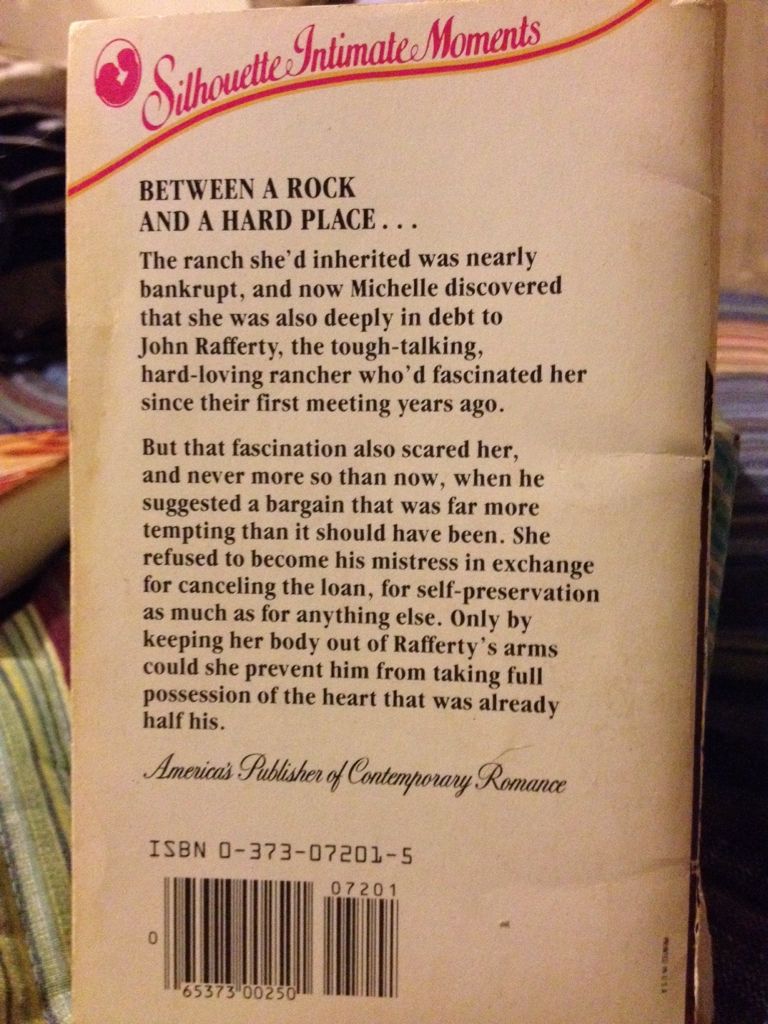 Silhouette Intimate Moments
BETWEEN A ROCK
AND A HARD PLACE . . .
The ranch she'd inherited was nearly
bankrupt, and now Michelle discovered
that she was also deeply in debt to
John Rafferty, the tough-talking,
hard-loving rancher who'd fascinated her
since their first meeting years ago.
But that fascination also scared her,
and never more so than now, when he
suggested a bargain that was far more
tempting than it should have been. She
refused to become his mistress in exchange
for canceling the loan, for self-preservation
as much as for anything else. Only by
keeping her body out of Rafferty's arms
could she prevent him from taking full
possession of the heart that was already
half his.
America's Publisher of Contemporary Romance
ISBN 0-373-07201-5
07201
0
65373 00250
PRINTED IN U.S.A.